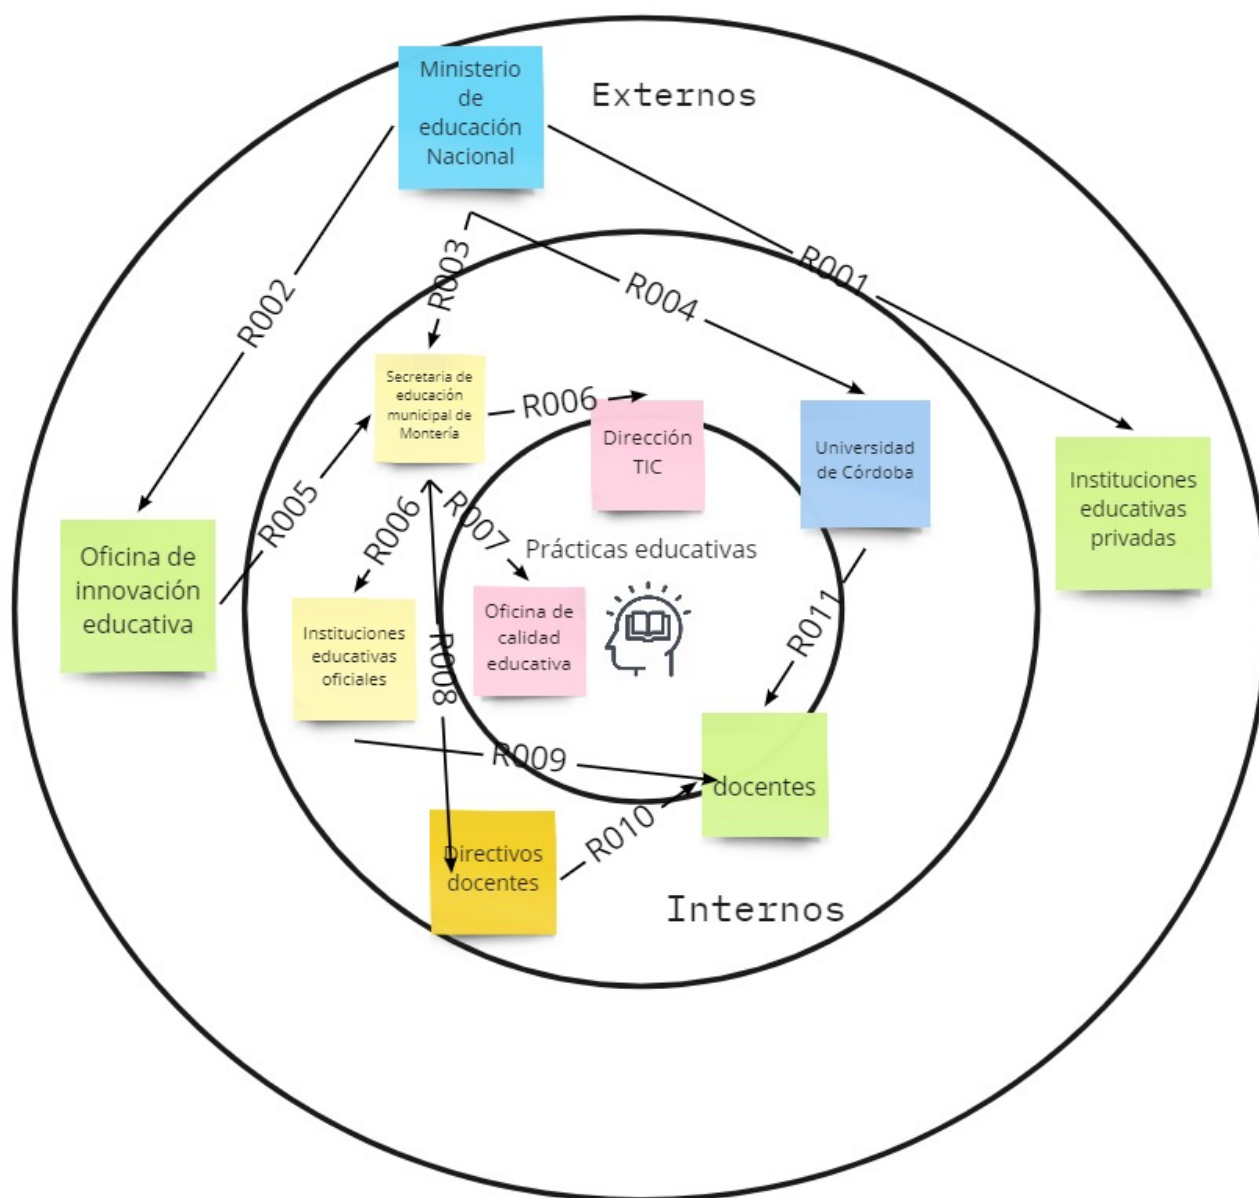 Ministerio
de
educación
Nacional
Externos
R001
R002
R003
R004
Secretaria de
educación
municipal de
Montería
R006
Dirección
TIC
Universidad
de Córdoba
Instituciones
educativas
privadas
Oficina de
innovación
educativa
R005
R006
R007
Prácticas educativas
Instituciones
educativas
oficiales
R008
Oficina de
calidad
educativa
R011
R009
docentes
R010
Directivos
docentes
Internos